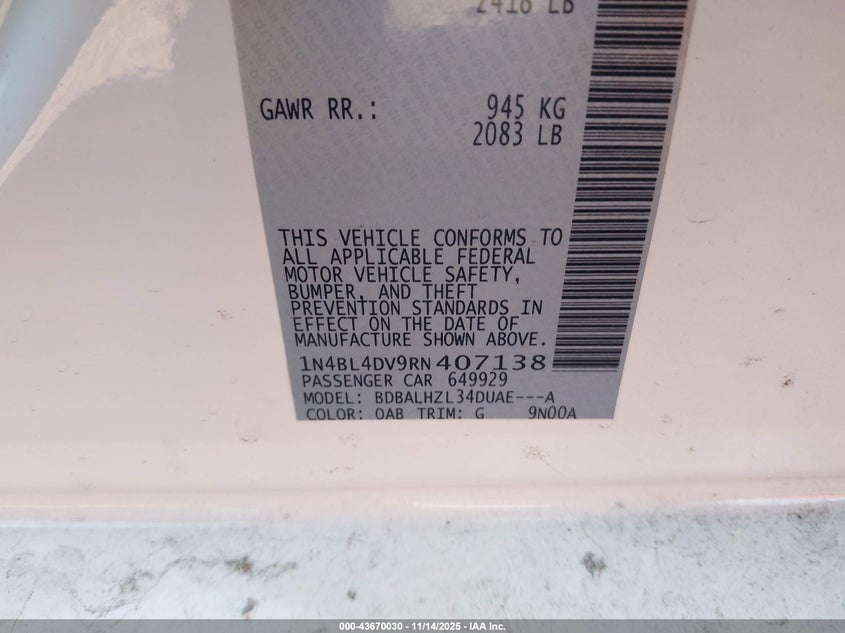 2418 LB
GAWR RR.: 945 KG
2083 LB
THIS VEHICLE CONFORMS TO
ALL APPLICABLE FEDERAL
MOTOR VEHICLE SAFETY,
BUMPER, AND THEFT
PREVENTION STANDARDS IN
EFFECT ON THE DATE OF
MANUFACTURE SHOWN ABOVE.
1N4BL4DV9RN407138
PASSENGER CAR 649929
MODEL: BDBALHZL34DUAE---A
COLOR: QAB TRIM: G 9N00A
000-43670030 - 11/14/2025 - IAA Inc.